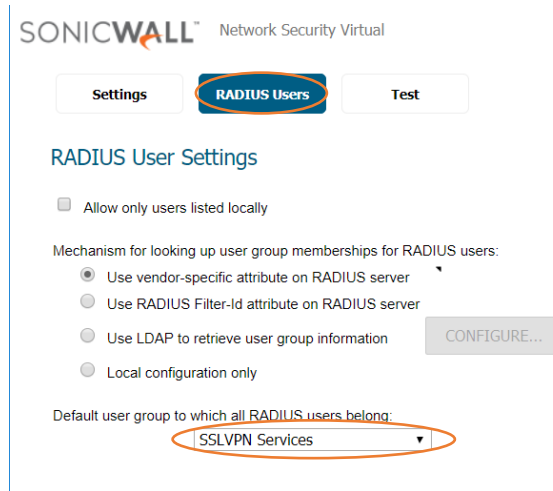 SONICWALL™ Network Security Virtual
Settings RADIUS Users Test
RADIUS User Settings
Allow only users listed locally
Mechanism for looking up user group memberships for RADIUS users:
Use vendor-specific attribute on RADIUS server
Use RADIUS Filter-Id attribute on RADIUS server
Use LDAP to retrieve user group information CONFIGURE...
Local configuration only
Default user group to which all RADIUS users belong:
SSLVPN Services